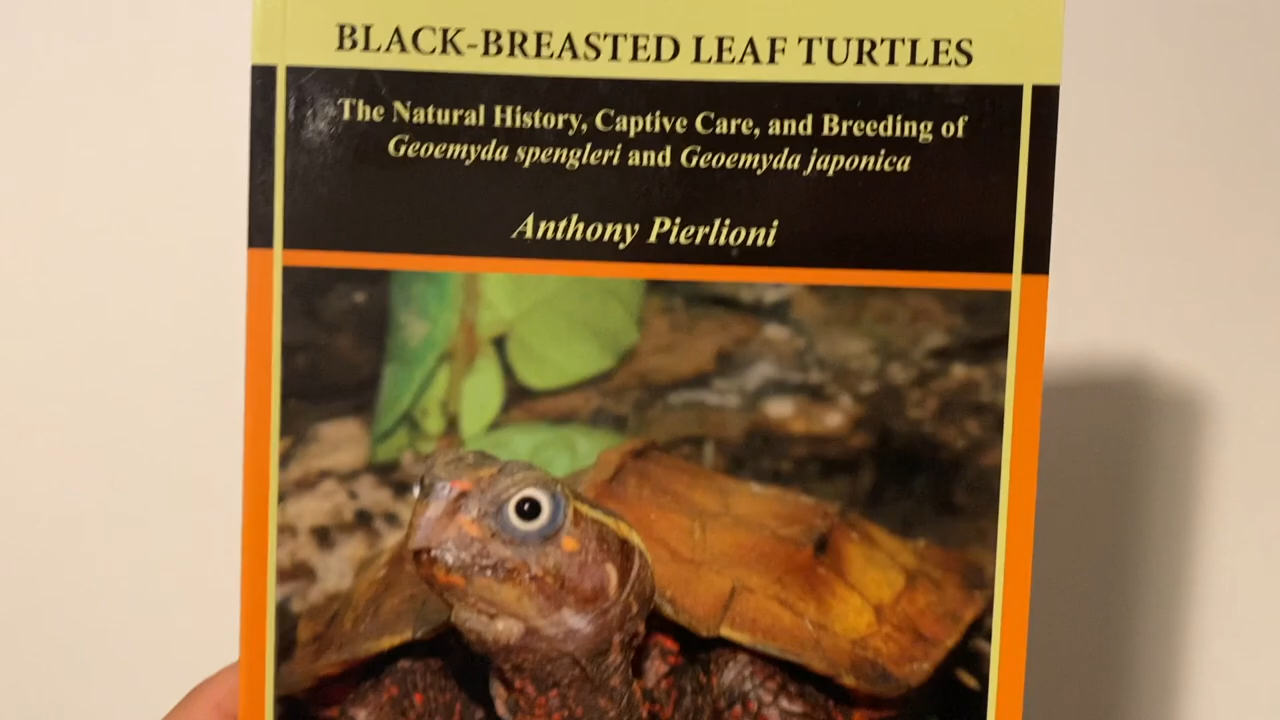 BLACK-BREASTED LEAF TURTLES
The Natural History, Captive Care, and Breeding of
Geoemyda spengleri and Geoemyda japonica
Anthony Pierlioni